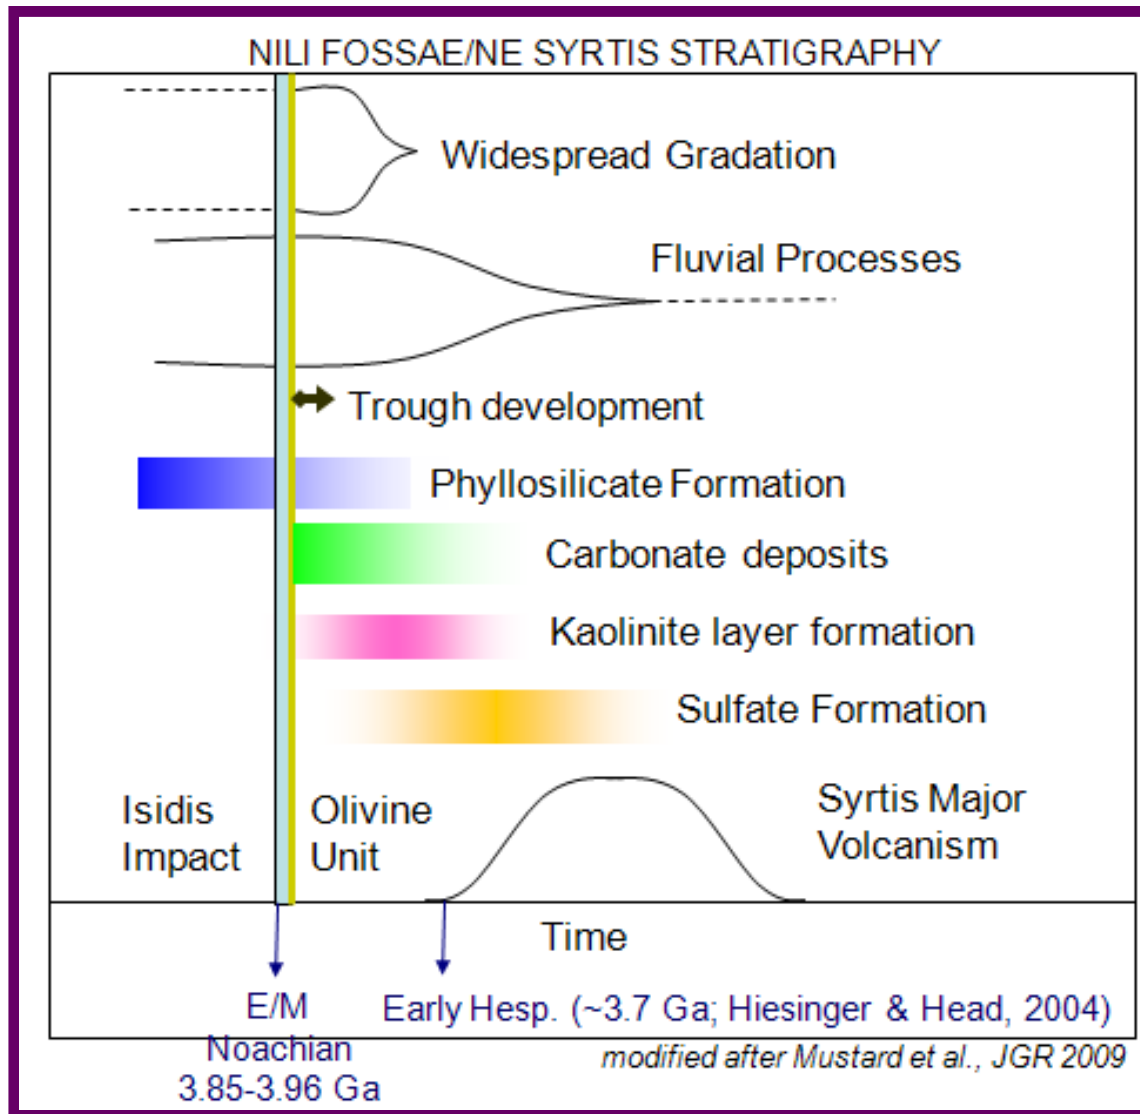 NILI FOSSAE/NE SYRTIS STRATIGRAPHY
Widespread Gradation
Fluvial Processes
Trough development
Phyllosilicate Formation
Carbonate deposits
Kaolinite layer formation
Sulfate Formation
Isidis
Impact
Olivine
Unit
Syrtis Major
Volcanism
Time
E/M
Noachian
3.85-3.96 Ga
Early Hesp. (~3.7 Ga; Hiesinger & Head, 2004)
modified after Mustard et al., JGR 2009